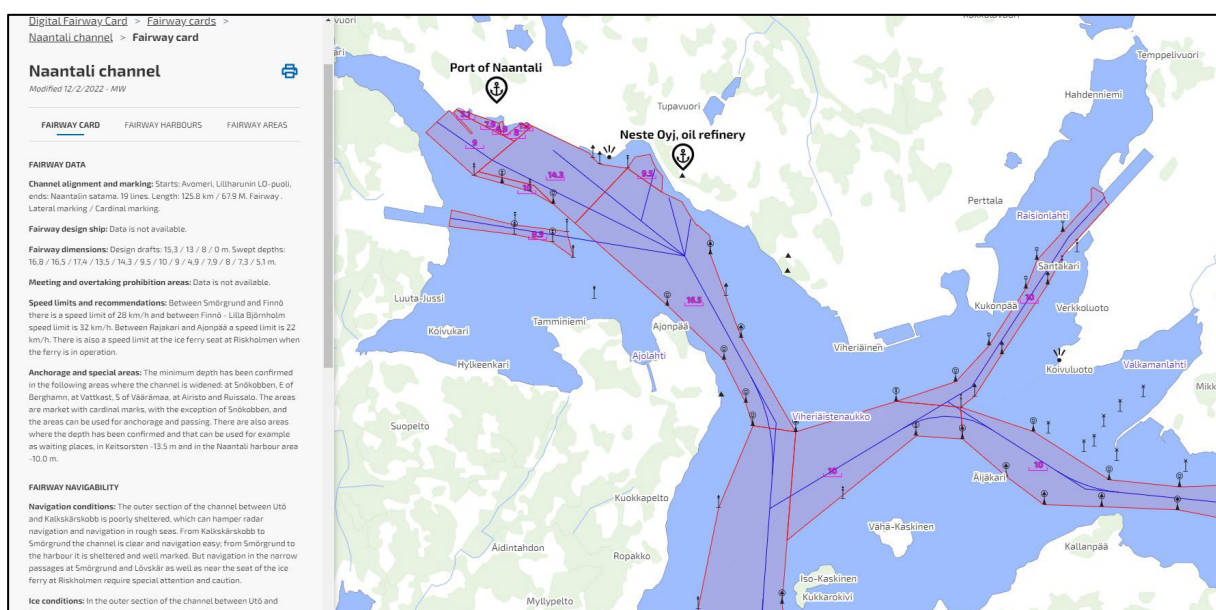 Digital Fairway Card > Fairway cards >
Naantali channel > Fairway card
Naantali channel
Modified 12/2/2022 - MW
FAIRWAY CARD FAIRWAY HARBOURS FAIRWAY AREAS
FAIRWAY DATA
Channel alignment and marking: Starts: Avomeri, Lillharunin LO-puoli,
ends: Naantalin satama. 19 lines. Length: 125.8 km / 67.9 M. Fairway .
Lateral marking / Cardinal marking.
Fairway design ship: Data is not available.
Fairway dimensions: Design drafts: 15,3 / 13 / 8 / 0 m. Swept depths:
16,8 / 16,5 / 17,4 / 13,5 / 14,3 / 9,5 / 10 / 9 / 4,9 / 7,9 / 8 / 7,3 / 5,1 m.
Meeting and overtaking prohibition areas: Data is not available.
Speed limits and recommendations: Between Smörgrund and Finnö
there is a speed limit of 28 km/h and between Finnö - Lilla Björnholm
speed limit is 32 km/h. Between Rajakari and Ajonpää a speed limit is 22
km/h. There is also a speed limit at the ice ferry seat at Riskholmen when
the ferry is in operation.
Anchorage and special areas: The minimum depth has been confirmed
in the following areas where the channel is widened: at Snökobben, E of
Berghamn, at Vattkast, S of Väärämaa, at Airisto and Ruissalo. The areas
are market with cardinal marks, with the exception of Snökobben, and
the areas can be used for anchorage and passing. There are also areas
where the depth has been confirmed and that can be used for example
as waiting places, in Keitsorsten -13.5 m and in the Naantali harbour area
-10.0 m.
FAIRWAY NAVIGABILITY
Navigation conditions: The outer section of the channel between Utö
and Kalkskärskobb is poorly sheltered, which can hamper radar
navigation and navigation in rough seas. From Kalkskärskobb to
Smörgrund the channel is clear and navigation easy; from Smörgrund to
the harbour it is sheltered and well marked. But navigation in the narrow
passages at Smörgrund and Lövskär as well as near the seat of the ice
ferry at Riskholmen require special attention and caution.
Ice conditions: In the outer section of the channel between Utö and
vuori
Temppelivuori
Port of Naantali
Hahdenniemi
Tupavuori
Neste Oyj, oil refinery
7.9
8
9
14.3
9.5
10
Perttala
Raisionlahti
Santakari
10
Luuta-Jussi
16.5
Kukonpää
Verkkoluoto
Tammihiemi
Ajonpää
Koivukari
Viheriäinen
Ajolahti
Koivuluoto
Hylkeenkari
Valkamanlahti
Viheriäistenaukko
Suopelto
10
10
Äijäkari
Kuokkapelto
Vähä-Kaskinen
Äidintahdon
Ropakko
Kallanpää
Iso-Kaskinen
Kukkarokivi
Myllypelto